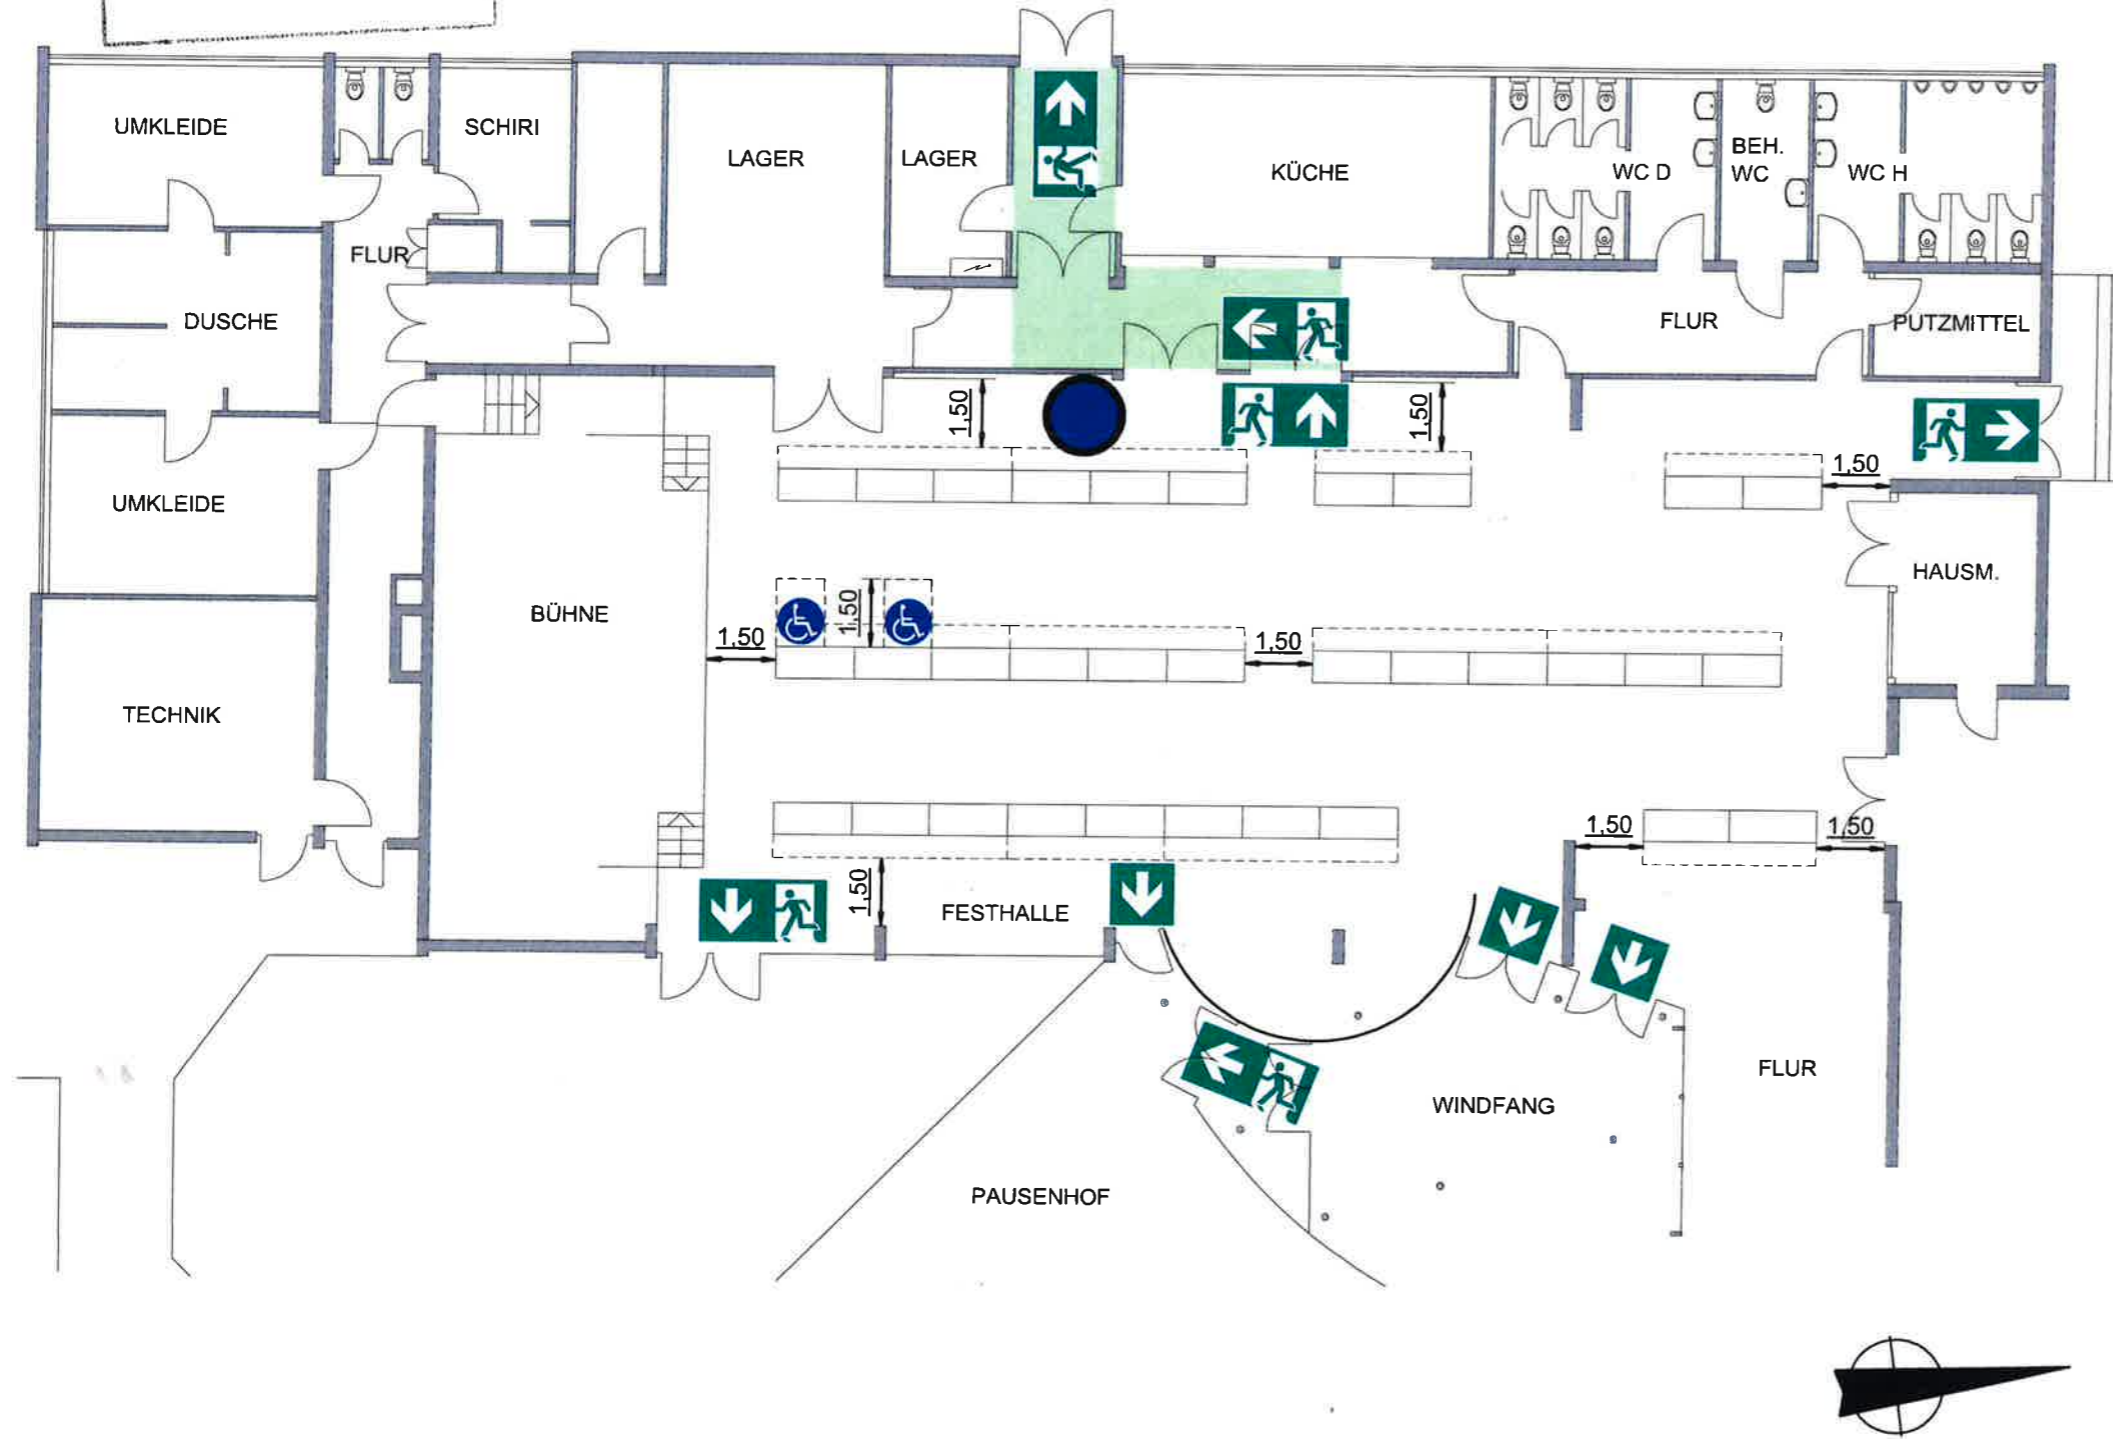 UMKLEIDE
SCHIRI
LAGER
LAGER
KÜCHE
WC D
BEH.
WC
WC H
FLUR
DUSCHE
FLUR
PUTZMITTEL
1,50
1,50
1,50
UMKLEIDE
HAUSM.
BÜHNE
1,50
1,50
1,50
TECHNIK
1,50
1,50
1,50
FESTHALLE
FLUR
WINDFANG
PAUSENHOF